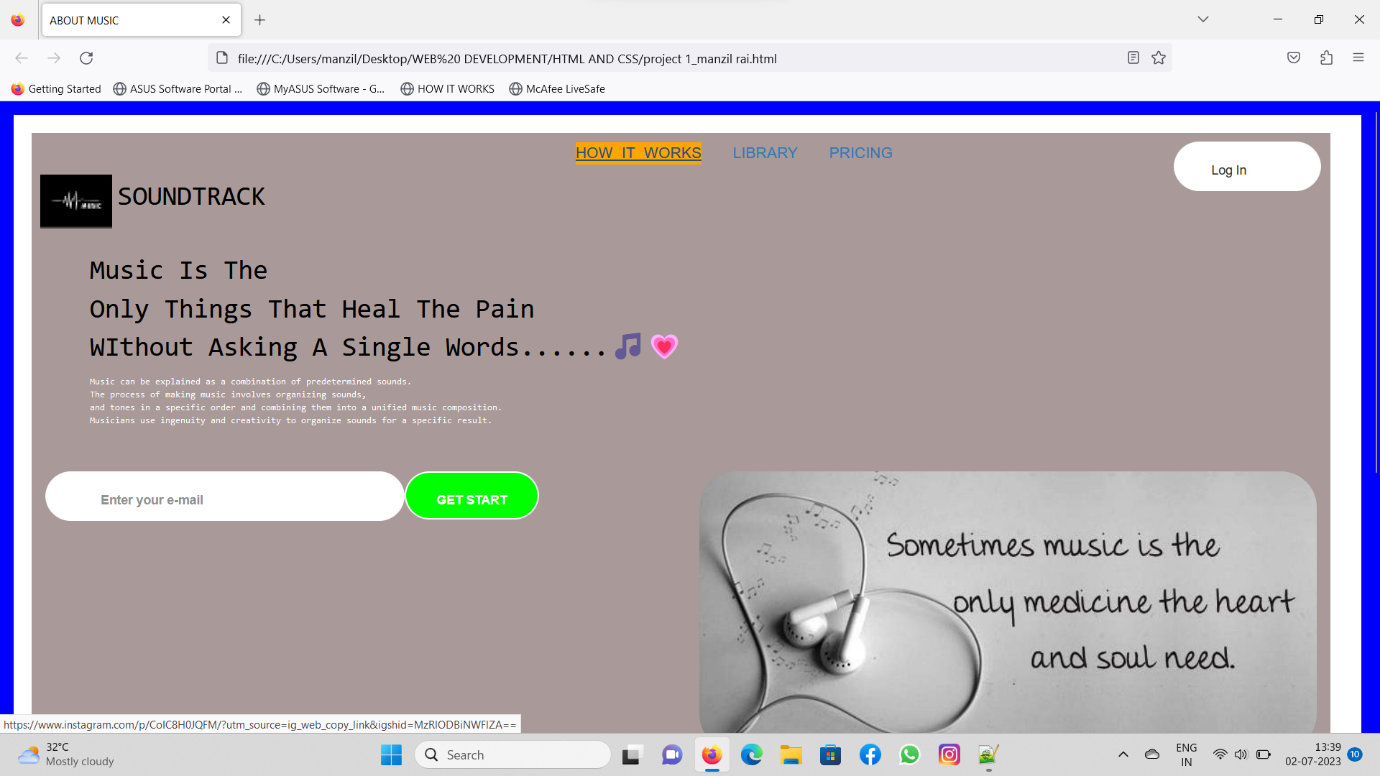 ABOUT MUSIC
file:///C:/Users/manzil/Desktop/WEB%20 DEVELOPMENT/HTML AND CSS/project 1_manzil rai.html
Getting Started ASUS Software Portal ... MyASUS Software - G... HOW IT WORKS McAfee LiveSafe
HOW IT WORKS LIBRARY PRICING
Log In
MUSIC
SOUNDTRACK
Music Is The
Only Things That Heal The Pain
WIthout Asking A Single Words......🎵💗
Music can be explained as a combination of predetermined sounds.
The process of making music involves organizing sounds,
and tones in a specific order and combining them into a unified music composition.
Musicians use ingenuity and creativity to organize sounds for a specific result.
Enter your e-mail GET START
Sometimes music is the
only medicine the heart
and soul need.
https://www.instagram.com/p/CoIC8H0JQFM/?utm_source=ig_web_copy_link&igshid=MzRlODBiNWFlZA==
32°C
Mostly cloudy
Search
ENG
IN
13:39
02-07-2023
10